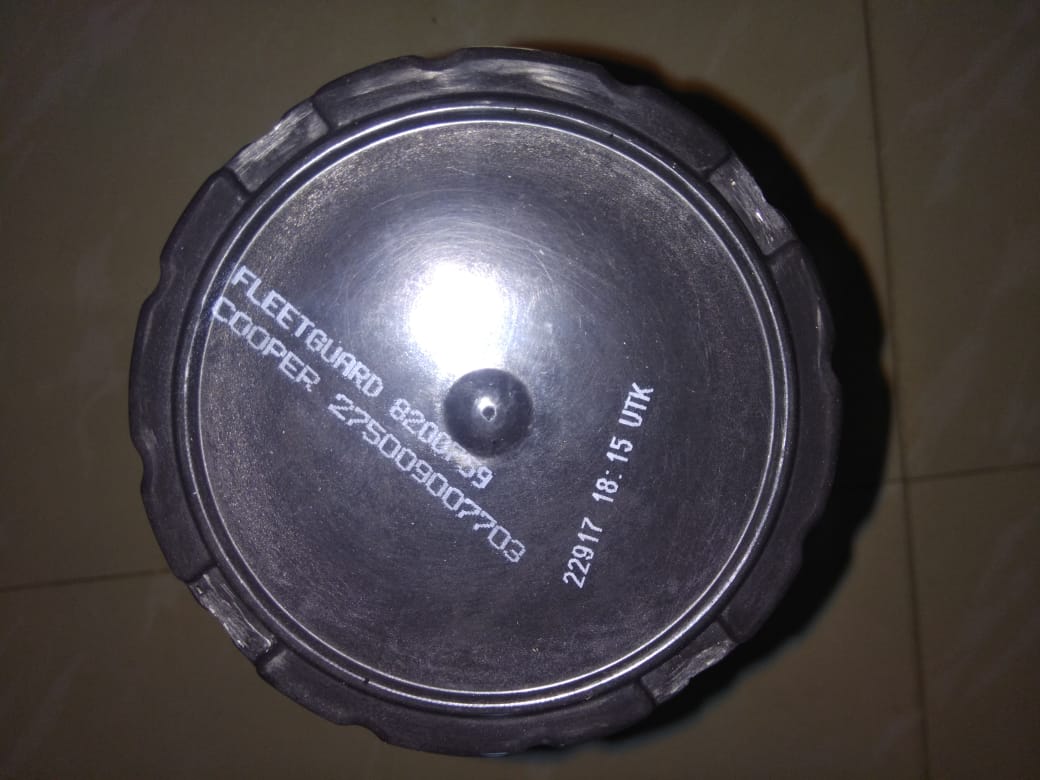 FLEETGUARD
COOPER 275009007703
22917 18:15 UTK